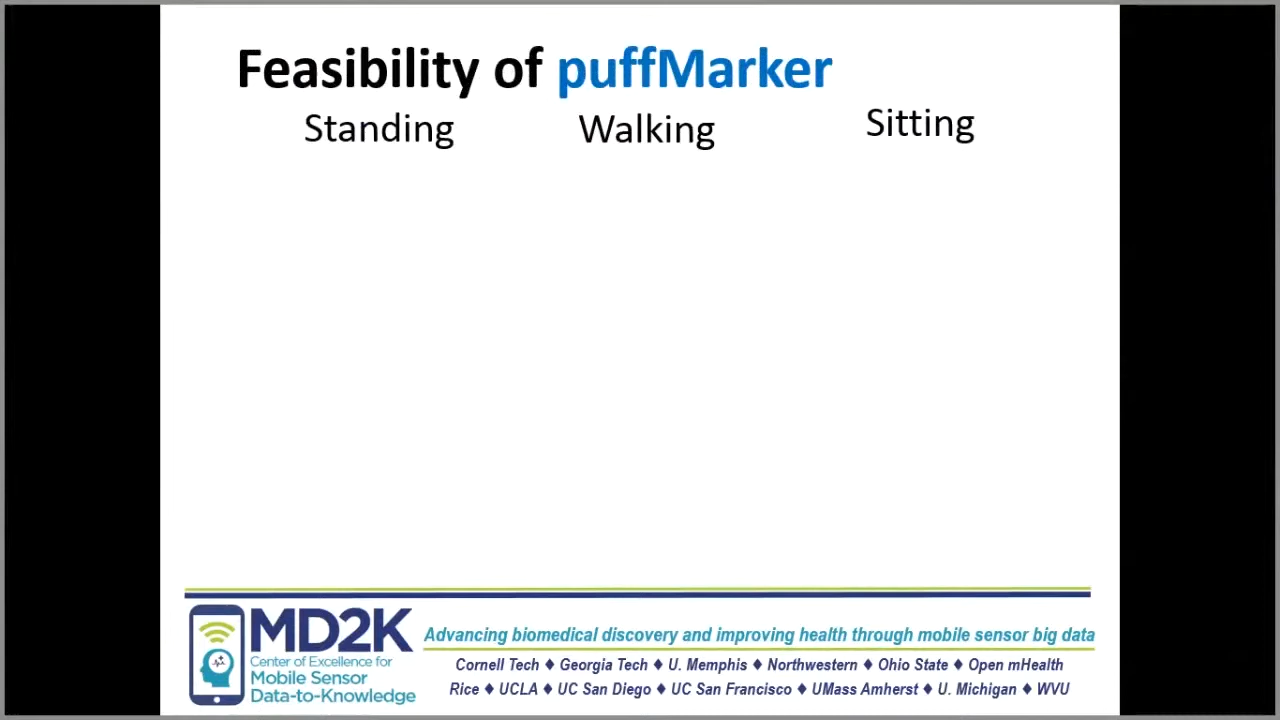 Feasibility of puffMarker
Standing Walking Sitting
MD2K
Center of Excellence for
Mobile Sensor
Data-to-Knowledge
Advancing biomedical discovery and improving health through mobile sensor big data
Cornell Tech ♦ Georgia Tech ♦ U. Memphis ♦ Northwestern ♦ Ohio State ♦ Open mHealth
Rice ♦ UCLA ♦ UC San Diego ♦ UC San Francisco ♦ UMass Amherst ♦ U. Michigan ♦ WVU